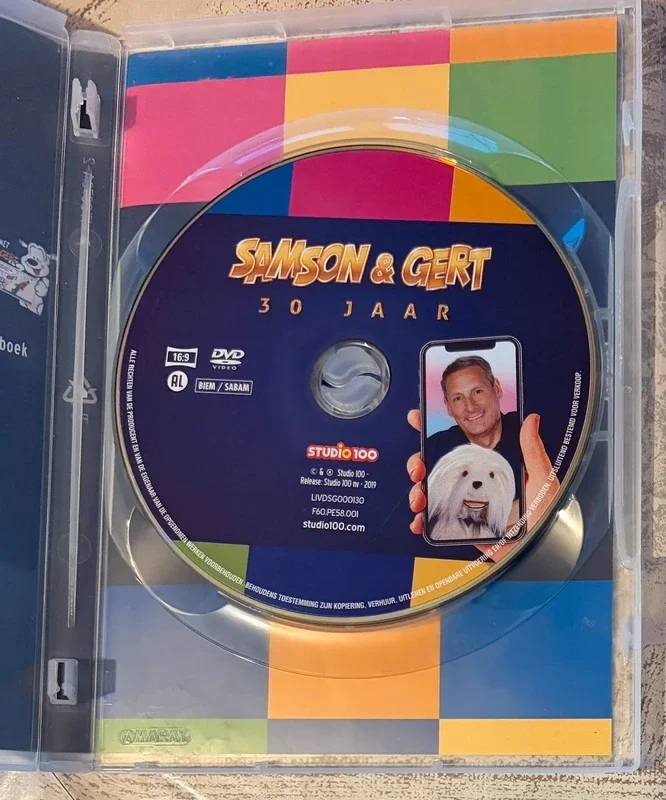 SAMSON & GERT
30 JAAR
16:9
DVD
VIDEO
AL
BIEM / SABAM
STUDIO 100
© & ® Studio 100 -
Release: Studio 100 nv - 2019
LIVDSG000130
F60.PE58.001
studio100.com
ALLE RECHTEN VAN DE PRODUCENT EN VAN DE EIGENAAR VAN DE OPGENOMEN WERKEN VOORBEHOUDEN. BEHOUDENS TOESTEMMING ZIJN KOPIERING, VERHUUR, UITLENEN EN OPENBARE UITVOERING EN UITZENDING VERBODEN. UITSLUITEND BESTEMD VOOR VERKOOP.
boek
AMARAY